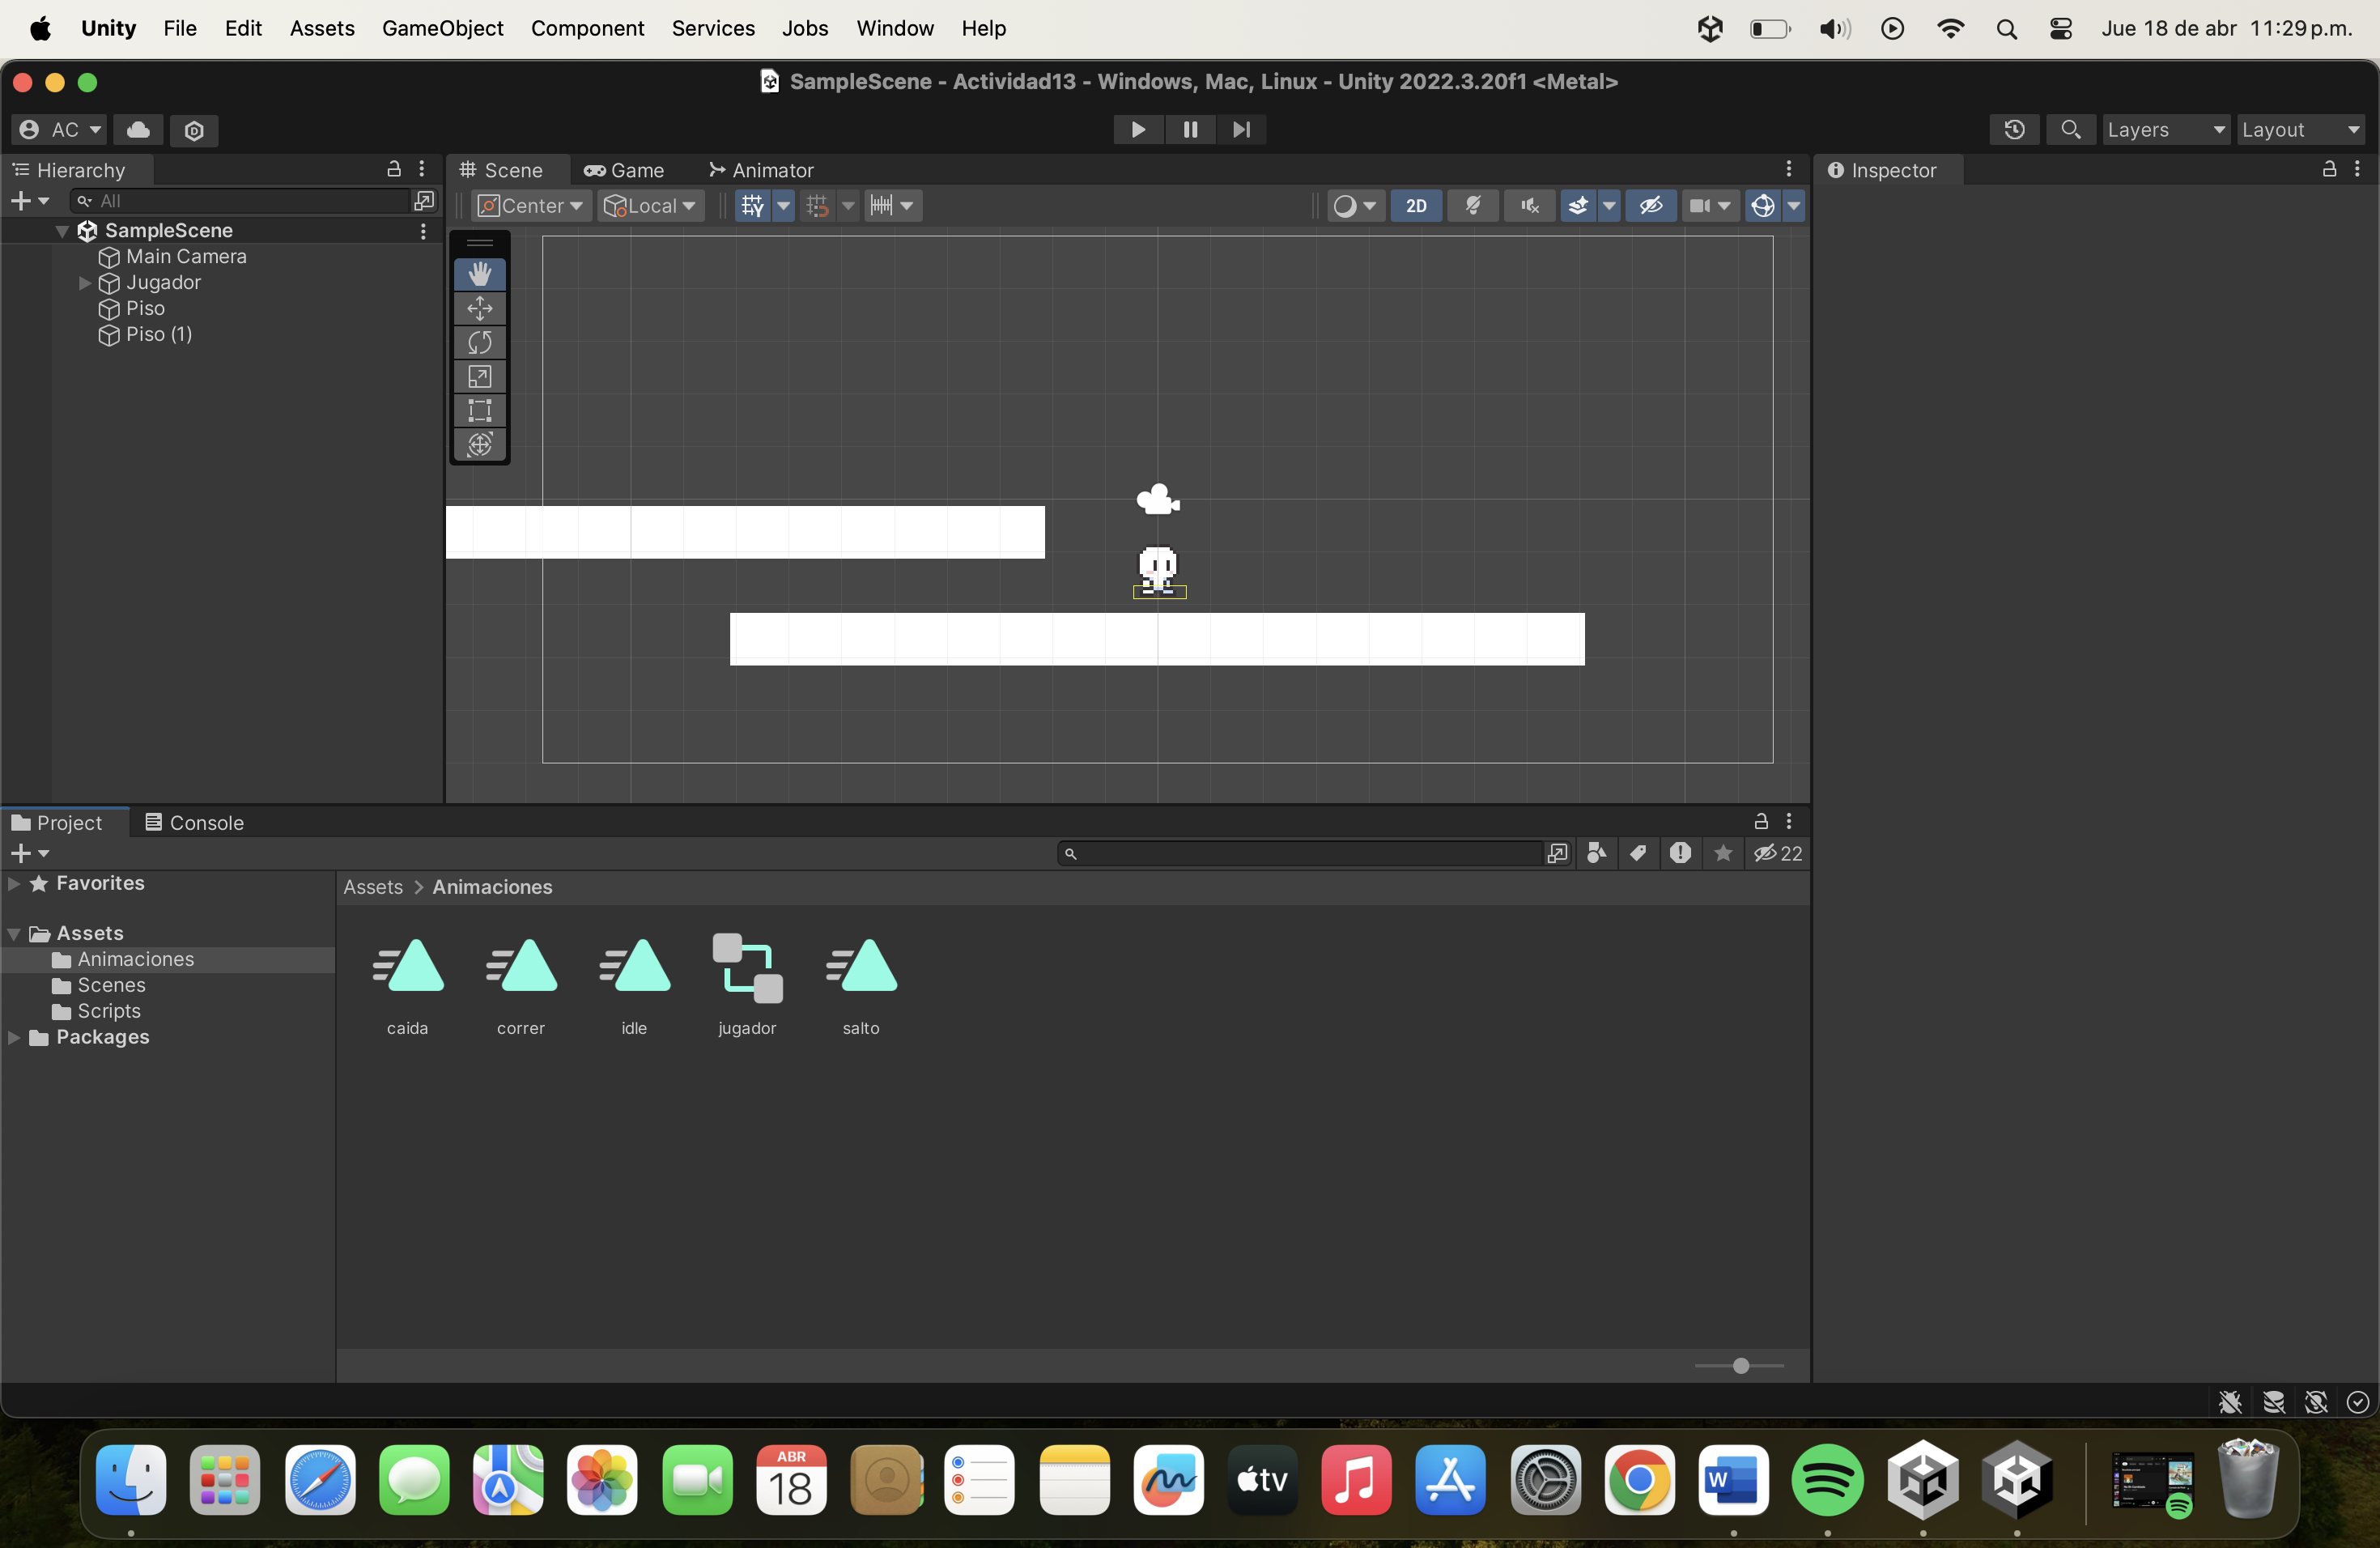 Unity File Edit Assets GameObject Component Services Jobs Window Help Jue 18 de abr 11:29 p.m.
SampleScene - Actividad13 - Windows, Mac, Linux - Unity 2022.3.20f1 <Metal>
AC Layers Layout
Hierarchy Scene Game Animator Inspector
All Center Local 2D
SampleScene
Main Camera
Jugador
Piso
Piso (1)
Project Console
22
Favorites Assets > Animaciones
Assets
Animaciones
Scenes
Scripts
Packages
caida correr idle jugador salto
ABR
18
tv
W